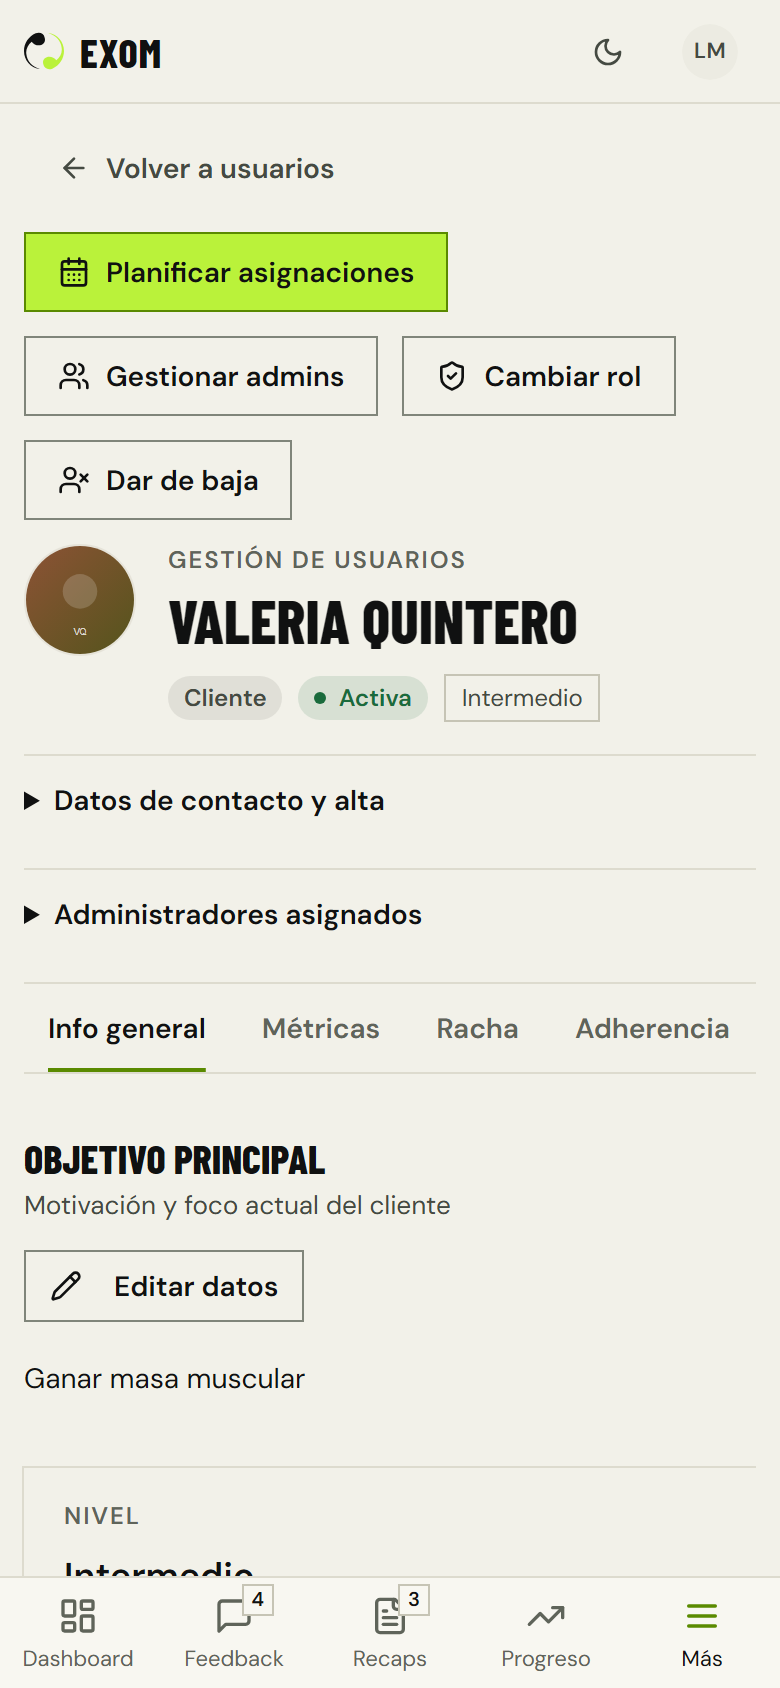 EXOM
LM
Volver a usuarios
Planificar asignaciones
Gestionar admins
Cambiar rol
Dar de baja
VQ
GESTIÓN DE USUARIOS
VALERIA QUINTERO
Cliente
Activa
Intermedio
Datos de contacto y alta
Administradores asignados
Info general
Métricas
Racha
Adherencia
OBJETIVO PRINCIPAL
Motivación y foco actual del cliente
Editar datos
Ganar masa muscular
NIVEL
Intermedio
4
3
Dashboard
Feedback
Recaps
Progreso
Más